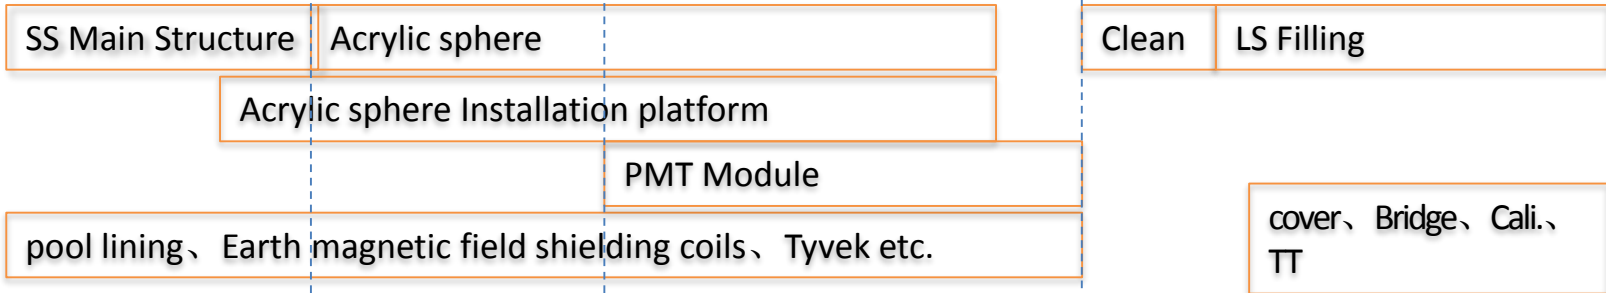 SS Main Structure
Acrylic sphere
Clean
LS Filling
Acrylic sphere Installation platform
PMT Module
pool lining、Earth magnetic field shielding coils、Tyvek etc.
cover、Bridge、Cali.、
TT